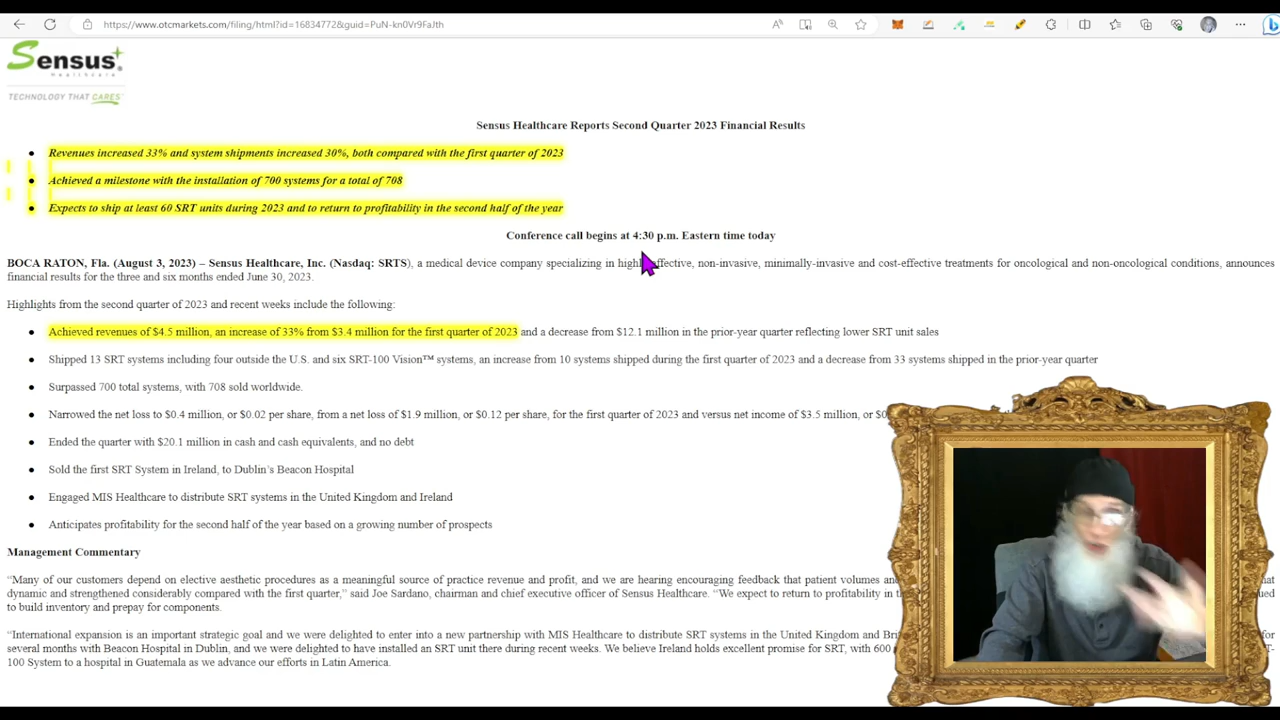 https://www.otcmarkets.com/filing/html?id=16834772&guid=PuN-kn0Vr9FaJth
Sensus
healthcare
TECHNOLOGY THAT CARES
Sensus Healthcare Reports Second Quarter 2023 Financial Results
● Revenues increased 33% and system shipments increased 30%, both compared with the first quarter of 2023
● Achieved a milestone with the installation of 700 systems for a total of 708
● Expects to ship at least 60 SRT units during 2023 and to return to profitability in the second half of the year
Conference call begins at 4:30 p.m. Eastern time today
BOCA RATON, Fla. (August 3, 2023) – Sensus Healthcare, Inc. (Nasdaq: SRTS), a medical device company specializing in highly effective, non-invasive, minimally-invasive and cost-effective treatments for oncological and non-oncological conditions, announces
financial results for the three and six months ended June 30, 2023.
Highlights from the second quarter of 2023 and recent weeks include the following:
● Achieved revenues of $4.5 million, an increase of 33% from $3.4 million for the first quarter of 2023 and a decrease from $12.1 million in the prior-year quarter reflecting lower SRT unit sales
● Shipped 13 SRT systems including four outside the U.S. and six SRT-100 Vision™ systems, an increase from 10 systems shipped during the first quarter of 2023 and a decrease from 33 systems shipped in the prior-year quarter
● Surpassed 700 total systems, with 708 sold worldwide.
● Narrowed the net loss to $0.4 million, or $0.02 per share, from a net loss of $1.9 million, or $0.12 per share, for the first quarter of 2023 and versus net income of $3.5 million, or
● Ended the quarter with $20.1 million in cash and cash equivalents, and no debt
● Sold the first SRT System in Ireland, to Dublin’s Beacon Hospital
● Engaged MIS Healthcare to distribute SRT systems in the United Kingdom and Ireland
● Anticipates profitability for the second half of the year based on a growing number of prospects
Management Commentary
“Many of our customers depend on elective aesthetic procedures as a meaningful source of practice revenue and profit, and we are hearing encouraging feedback that patient volumes
dynamic and strengthened considerably compared with the first quarter,” said Joe Sardano, chairman and chief executive officer of Sensus Healthcare. “We expect to return to profitability in
to build inventory and prepay for components.
“International expansion is an important strategic goal and we were delighted to enter into a new partnership with MIS Healthcare to distribute SRT systems in the United Kingdom and for
several months with Beacon Hospital in Dublin, and we were delighted to have installed an SRT unit there during recent weeks. We believe Ireland holds excellent promise for SRT, with 600
100 System to a hospital in Guatemala as we advance our efforts in Latin America.